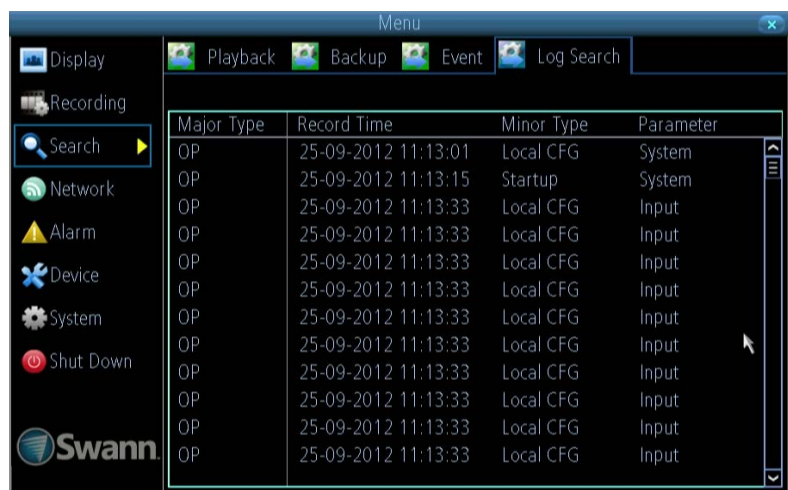 Menu
Display
Recording
Search
Network
Alarm
Device
System
Shut Down
Swann.
Playback Backup Event Log Search
Major Type Record Time Minor Type Parameter
OP 25-09-2012 11:13:01 Local CFG System
OP 25-09-2012 11:13:15 Startup System
OP 25-09-2012 11:13:33 Local CFG Input
OP 25-09-2012 11:13:33 Local CFG Input
OP 25-09-2012 11:13:33 Local CFG Input
OP 25-09-2012 11:13:33 Local CFG Input
OP 25-09-2012 11:13:33 Local CFG Input
OP 25-09-2012 11:13:33 Local CFG Input
OP 25-09-2012 11:13:33 Local CFG Input
OP 25-09-2012 11:13:33 Local CFG Input
OP 25-09-2012 11:13:33 Local CFG Input
OP 25-09-2012 11:13:33 Local CFG Input